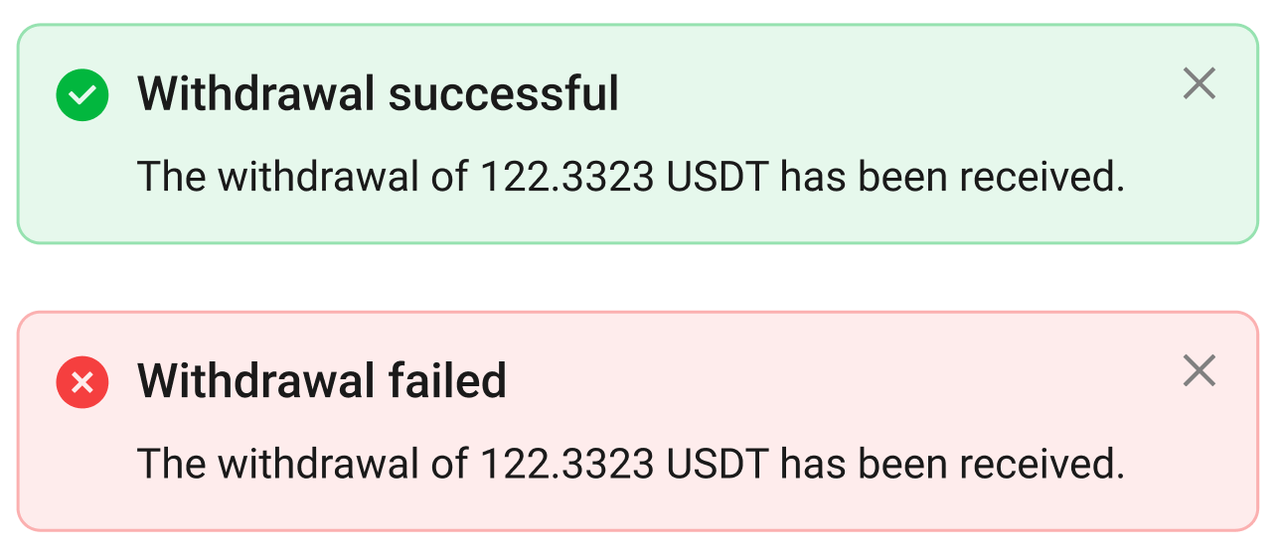 Withdrawal successful
The withdrawal of 122.3323 USDT has been received.
Withdrawal failed
The withdrawal of 122.3323 USDT has been received.